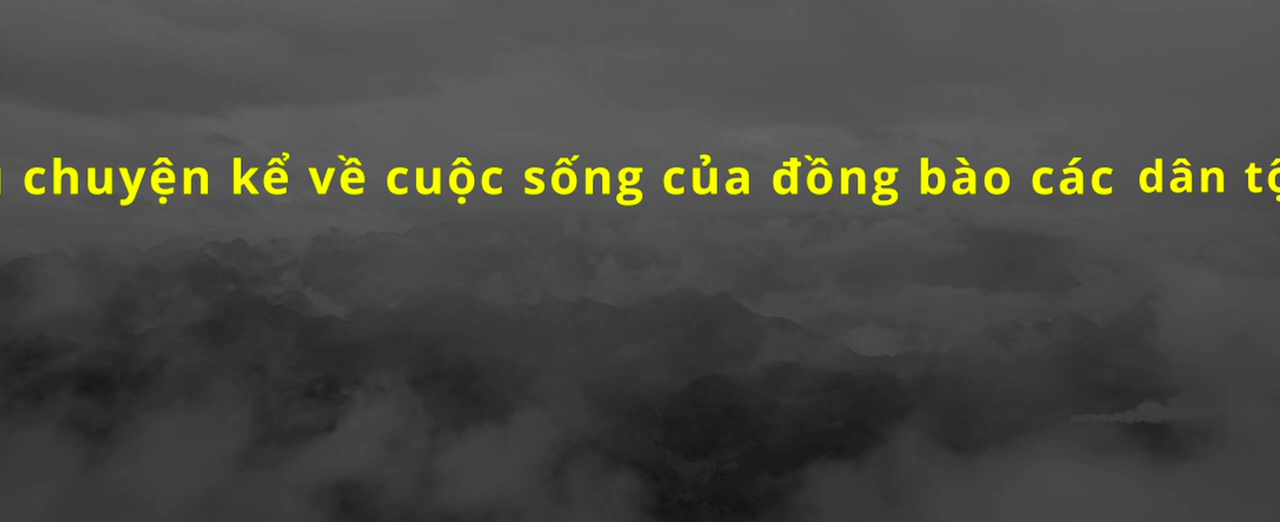 chuyện kể về cuộc sống của đồng bào các dân